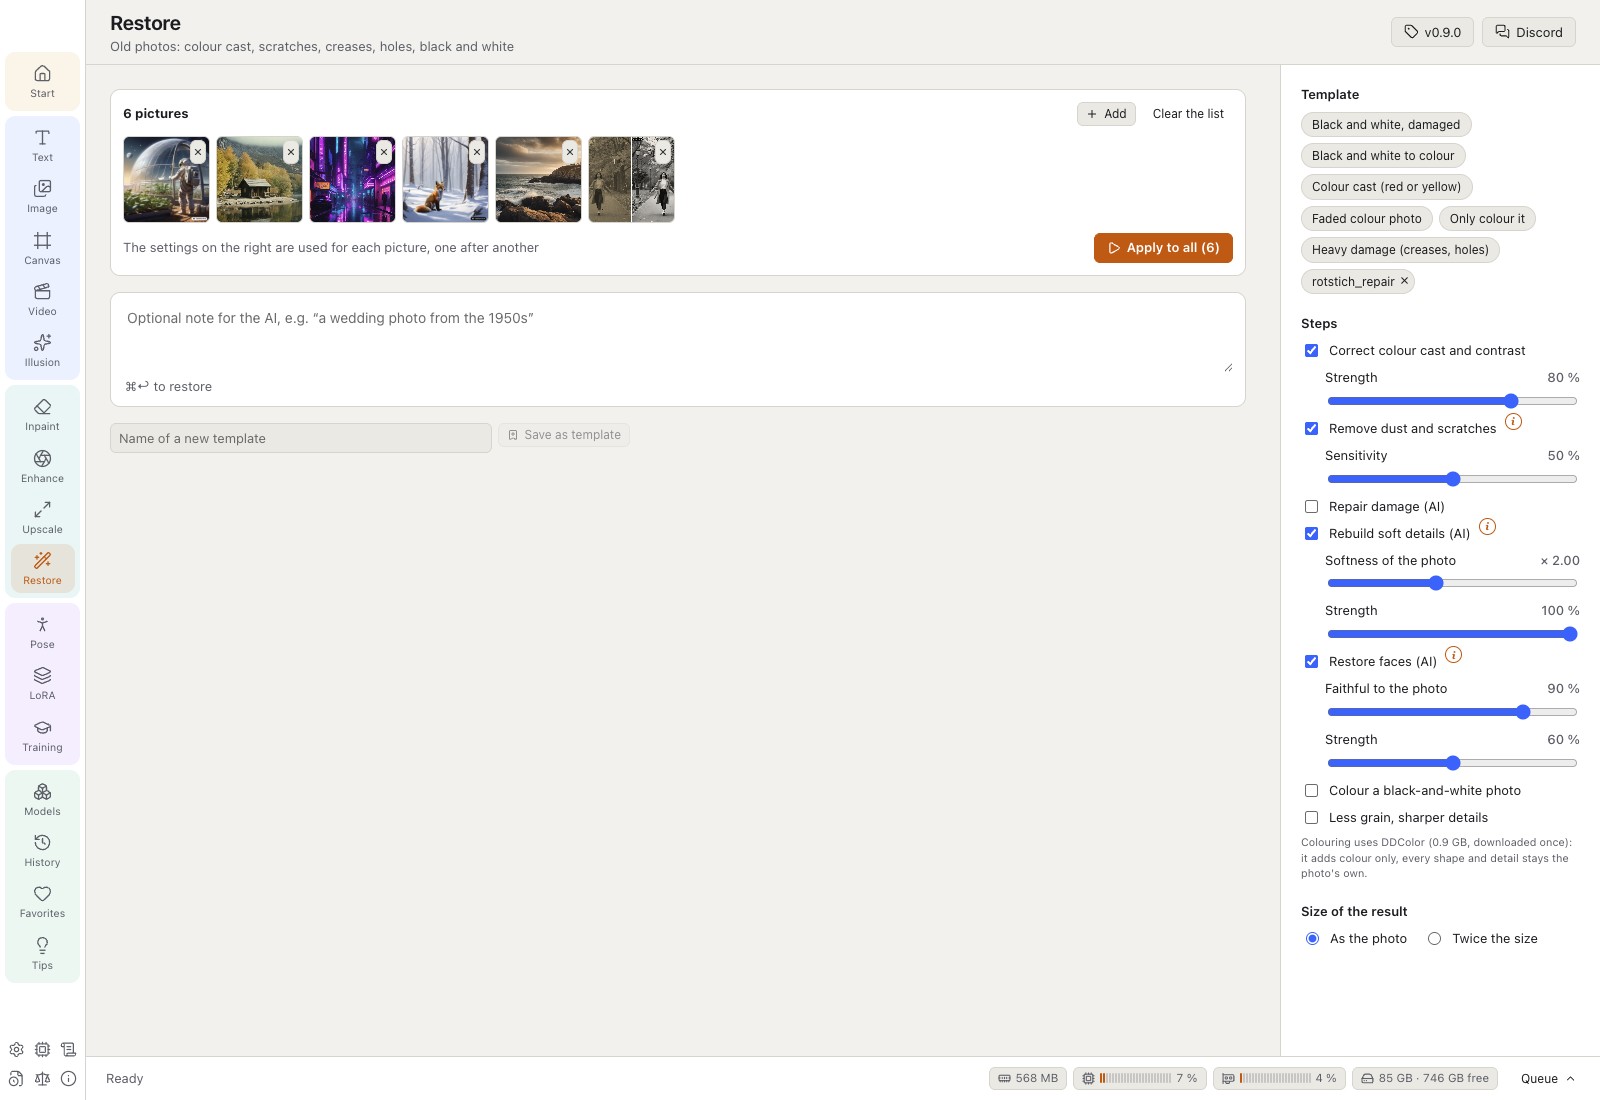 Restore
Old photos: colour cast, scratches, creases, holes, black and white
v0.9.0
Discord
Start
Text
Image
Canvas
Video
Illusion
Inpaint
Enhance
Upscale
Restore
Pose
LoRA
Training
Models
History
Favorites
Tips
6 pictures
Add
Clear the list
The settings on the right are used for each picture, one after another
Apply to all (6)
Optional note for the AI, e.g. “a wedding photo from the 1950s”
⌘↩ to restore
Name of a new template
Save as template
Template
Black and white, damaged
Black and white to colour
Colour cast (red or yellow)
Faded colour photo
Only colour it
Heavy damage (creases, holes)
rotstich_repair ×
Steps
Correct colour cast and contrast
Strength 80 %
Remove dust and scratches
Sensitivity 50 %
Repair damage (AI)
Rebuild soft details (AI)
Softness of the photo × 2.00
Strength 100 %
Restore faces (AI)
Faithful to the photo 90 %
Strength 60 %
Colour a black-and-white photo
Less grain, sharper details
Colouring uses DDColor (0.9 GB, downloaded once):
it adds colour only, every shape and detail stays the
photo's own.
Size of the result
As the photo
Twice the size
Ready
568 MB
7 %
4 %
85 GB · 746 GB free
Queue